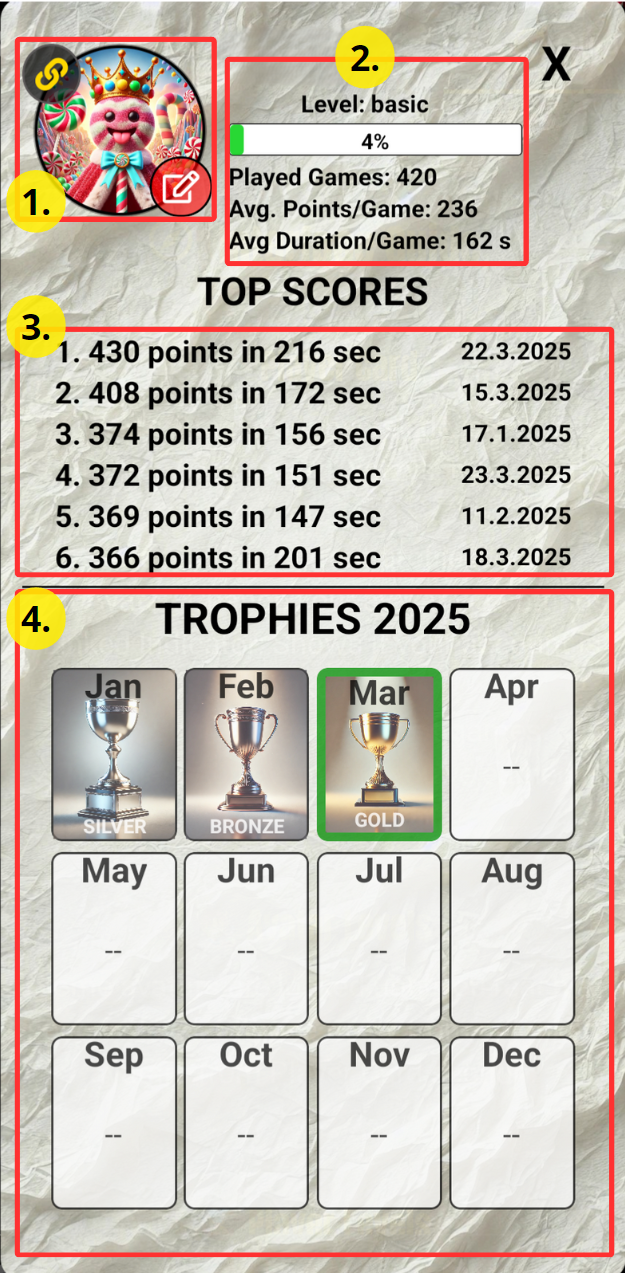 2.
X
Level: basic
4%
1.
Played Games: 420
Avg. Points/Game: 236
Avg Duration/Game: 162 s
TOP SCORES
3.
1. 430 points in 216 sec 22.3.2025
2. 408 points in 172 sec 15.3.2025
3. 374 points in 156 sec 17.1.2025
4. 372 points in 151 sec 23.3.2025
5. 369 points in 147 sec 11.2.2025
6. 366 points in 201 sec 18.3.2025
4.
TROPHIES 2025
Jan Feb Mar Apr
SILVER BRONZE GOLD --
May Jun Jul Aug
-- -- -- --
Sep Oct Nov Dec
-- -- -- --